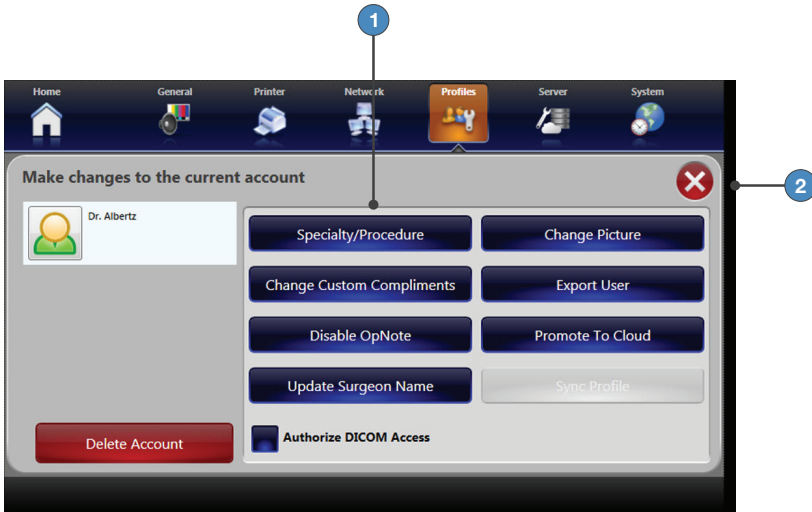 1
Home General Printer Network Profiles Server System
Make changes to the current account
2
Dr. Albertz
Specialty/Procedure Change Picture
Change Custom Compliments Export User
Disable OpNote Promote To Cloud
Update Surgeon Name Sync Profile
Delete Account Authorize DICOM Access